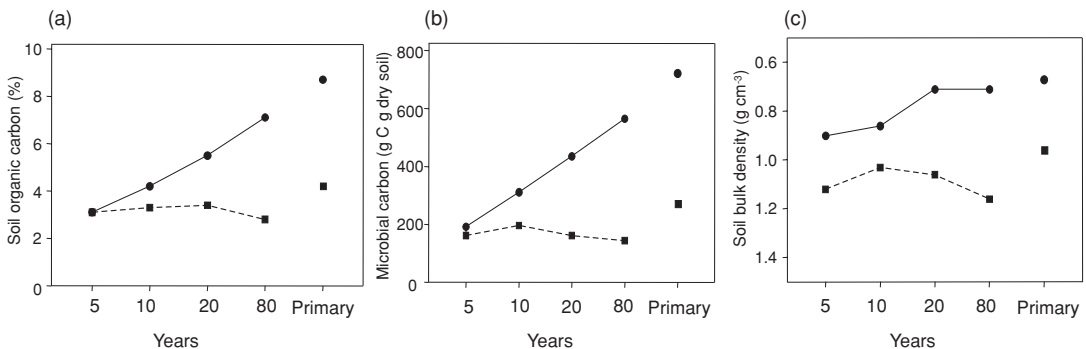 (a)
Soil organic carbon (%)
10
8
6
4
2
0
5 10 20 80 Primary
Years
(b)
Microbial carbon (g C g dry soil)
800
600
400
200
0
5 10 20 80 Primary
Years
(c)
Soil bulk density (g cm-3)
0.6
0.8
1.0
1.2
1.4
5 10 20 80 Primary
Years